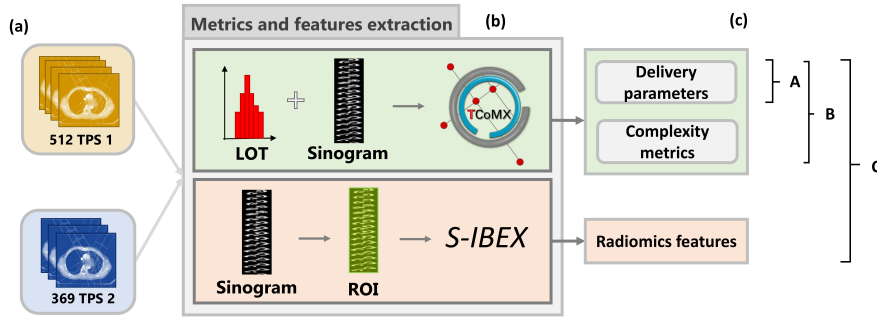 (a)
512 TPS 1
369 TPS 2
Metrics and features extraction
(b)
LOT
Sinogram
TCoMX
Sinogram
ROI
S-IBEX
(c)
Delivery
parameters
Complexity
metrics
Radiomics features
A
B
C